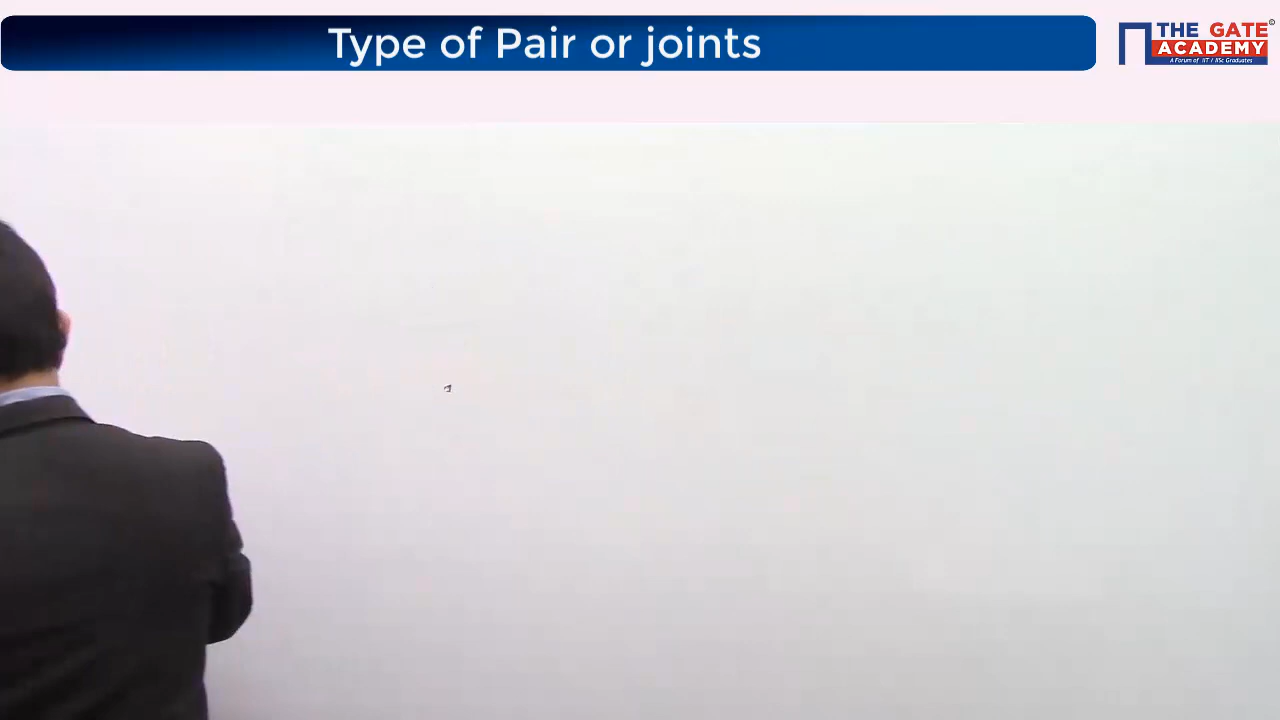 Type of Pair or joints
THE GATE
ACADEMY
A Forum of IIT / IISc Graduates